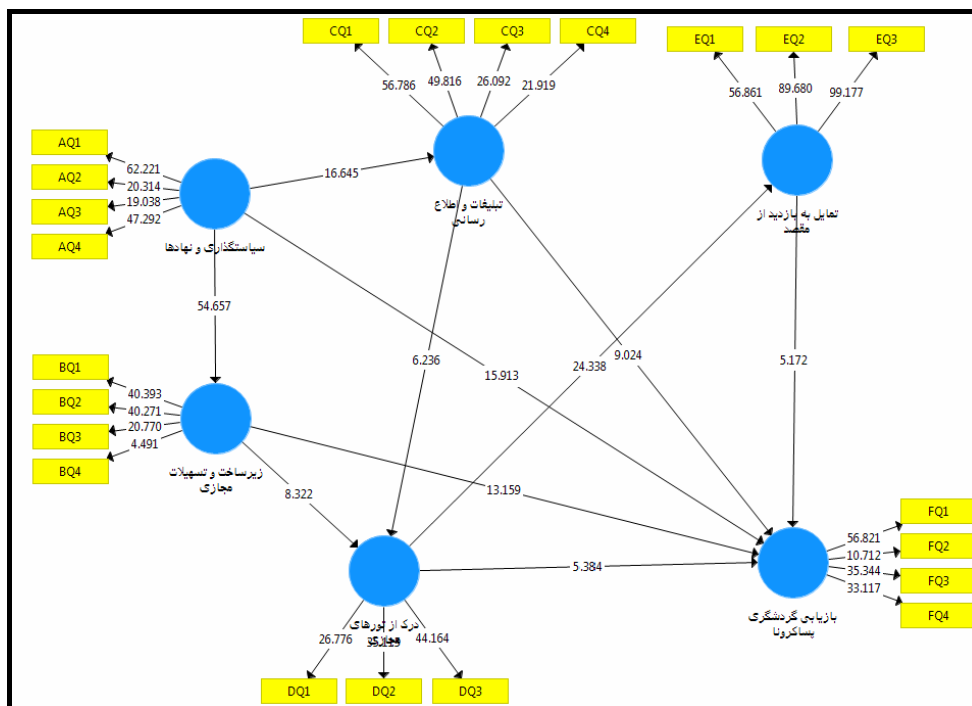 CQ1
CQ2
CQ3
CQ4
EQ1
EQ2
EQ3
56.786
49.816
26.092
21.919
56.861
89.680
99.177
AQ1
AQ2
AQ3
AQ4
62.221
20.314
19.038
47.292
16.645
تبلیغات و اطلاع
رسانی
تمایل به بازدید از
مقصد
سیاستگذاری و نهادها
54.657
6.236
24.338
15.913
9.024
5.172
BQ1
BQ2
BQ3
BQ4
40.393
40.271
20.770
4.491
زیرساخت و تسهیلات
مجازی
8.322
13.159
5.384
FQ1
FQ2
FQ3
FQ4
56.821
10.712
35.344
33.117
بازیابی گردشگری
پساکرونا
درک از تورهای
مجازی
26.776
44.164
DQ1
DQ2
DQ3